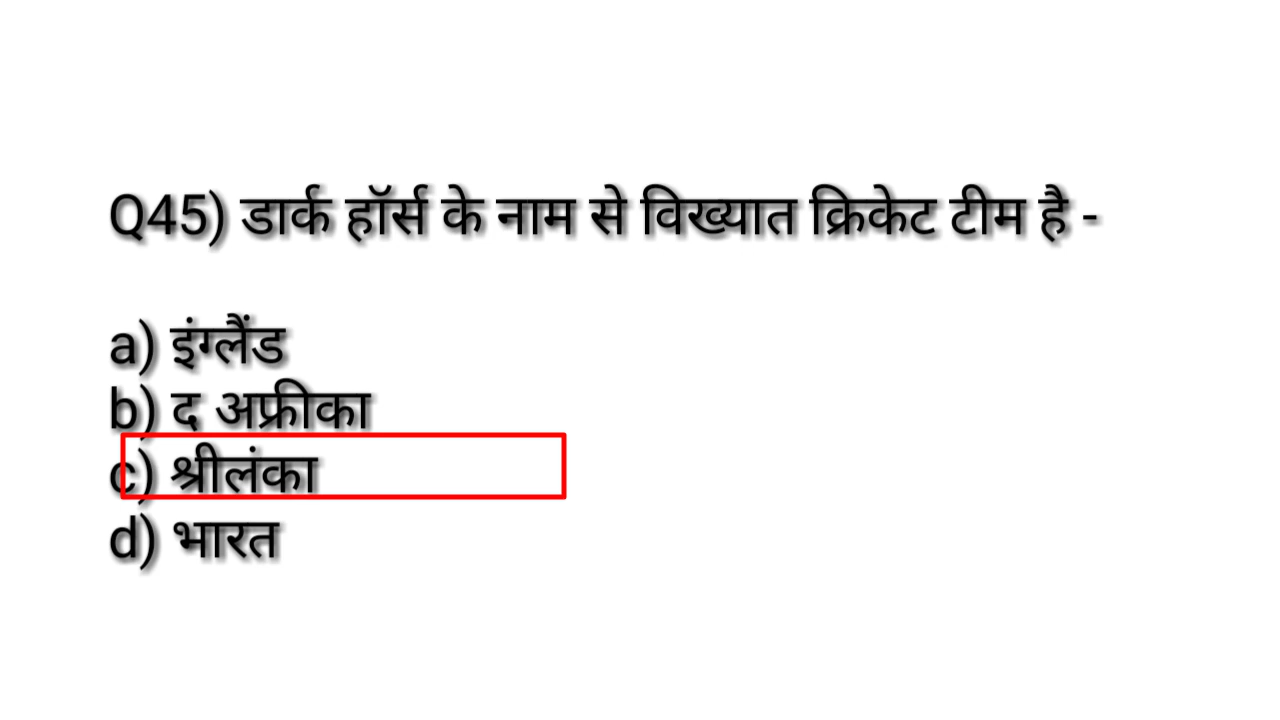 Q45) डार्क हॉर्स के नाम से विख्यात क्रिकेट टीम है -
a) इंग्लैंड
b) द अफ्रीका
c) श्रीलंका
d) भारत